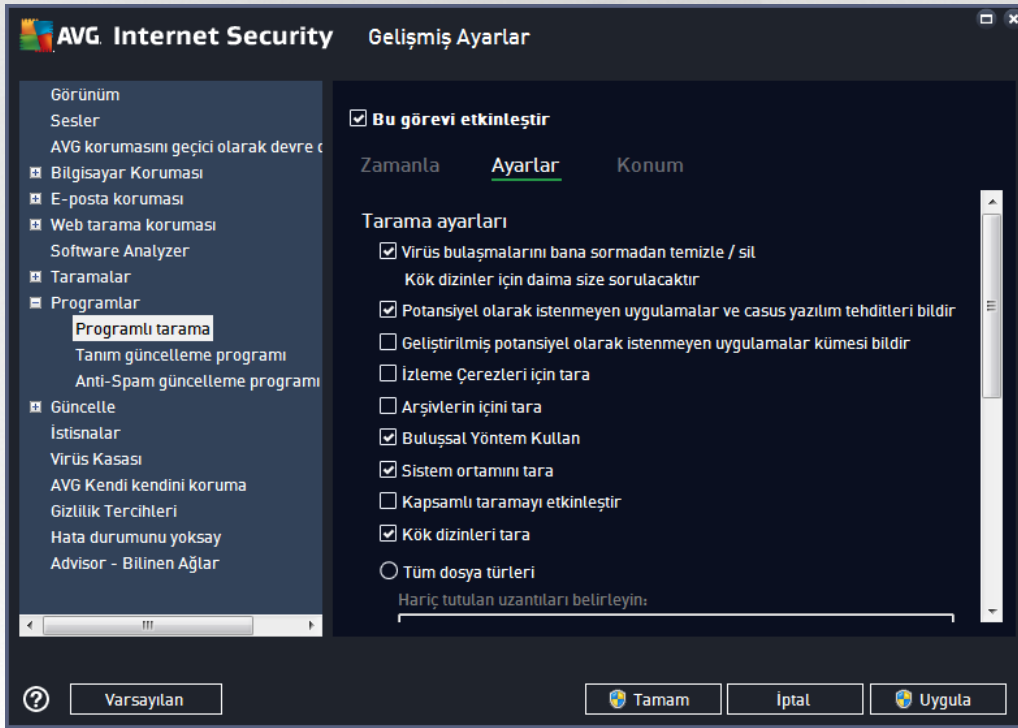 AVG. Internet Security Gelişmiş Ayarlar
Görünüm
Sesler
AVG korumasını geçici olarak devre d
Bilgisayar Koruması
E-posta koruması
Web tarama koruması
Software Analyzer
Taramalar
Programlar
Programlı tarama
Tanım güncelleme programı
Anti-Spam güncelleme programı
Güncelle
İstisnalar
Virüs Kasası
AVG Kendi kendini koruma
Gizlilik Tercihleri
Hata durumunu yoksay
Advisor - Bilinen Ağlar
Bu görevi etkinleştir
Zamanla Ayarlar Konum
Tarama ayarları
Virüs bulaşmalarını bana sormadan temizle / sil
Kök dizinler için daima size sorulacaktır
Potansiyel olarak istenmeyen uygulamalar ve casus yazılım tehditleri bildir
Geliştirilmiş potansiyel olarak istenmeyen uygulamalar kümesi bildir
İzleme Çerezleri için tara
Arşivlerin içini tara
Buluşsal Yöntem Kullan
Sistem ortamını tara
Kapsamlı taramayı etkinleştir
Kök dizinleri tara
Tüm dosya türleri
Hariç tutulan uzantıları belirleyin:
? Varsayılan Tamam İptal Uygula